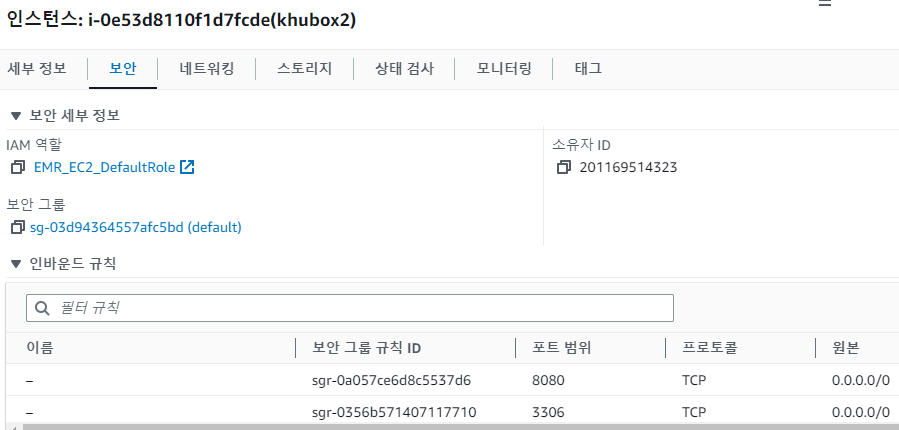 인스턴스: i-0e53d8110f1d7fcde(khubox2)
세부 정보 보안 네트워킹 스토리지 상태 검사 모니터링 태그
▼ 보안 세부 정보
IAM 역할 소유자 ID
EMR_EC2_DefaultRole 201169514323
보안 그룹
sg-03d94364557afc5bd (default)
▼ 인바운드 규칙
필터 규칙
이름 보안 그룹 규칙 ID 포트 범위 프로토콜 원본
– sgr-0a057ce6d8c5537d6 8080 TCP 0.0.0.0/0
– sgr-0356b571407117710 3306 TCP 0.0.0.0/0